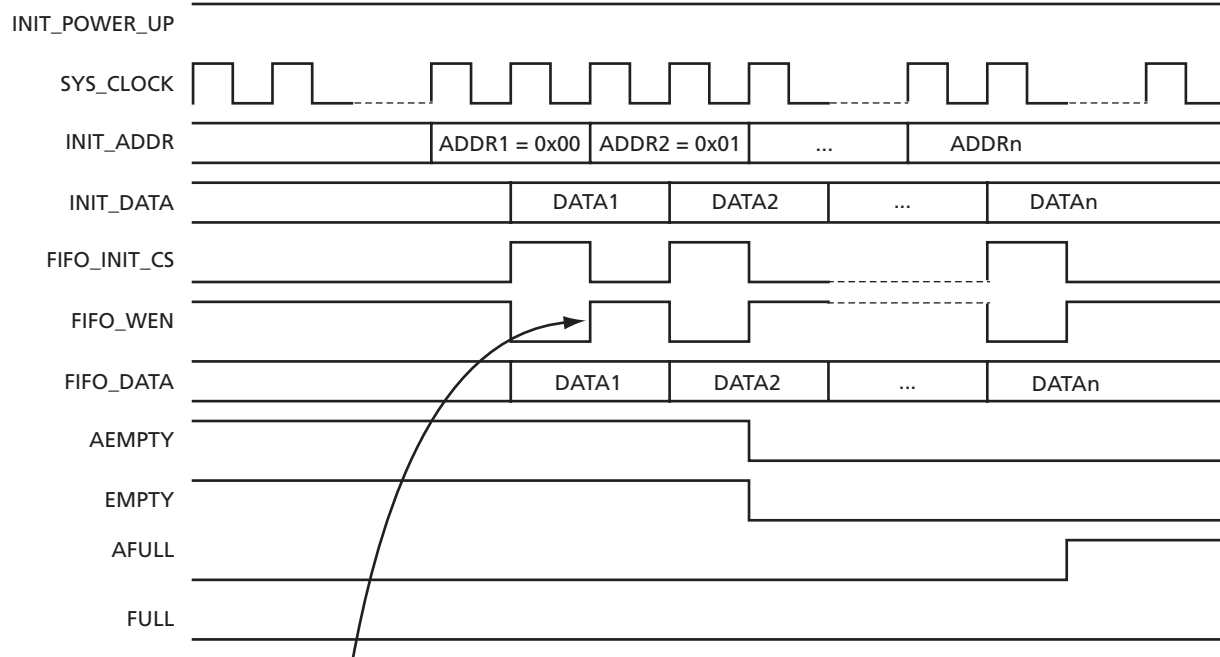 INIT_POWER_UP
SYS_CLOCK
INIT_ADDR ADDR1 = 0x00 ADDR2 = 0x01 ... ADDRn
INIT_DATA DATA1 DATA2 ... DATAn
FIFO_INIT_CS
FIFO_WEN
FIFO_DATA DATA1 DATA2 ... DATAn
AEMPTY
EMPTY
AFULL
FULL